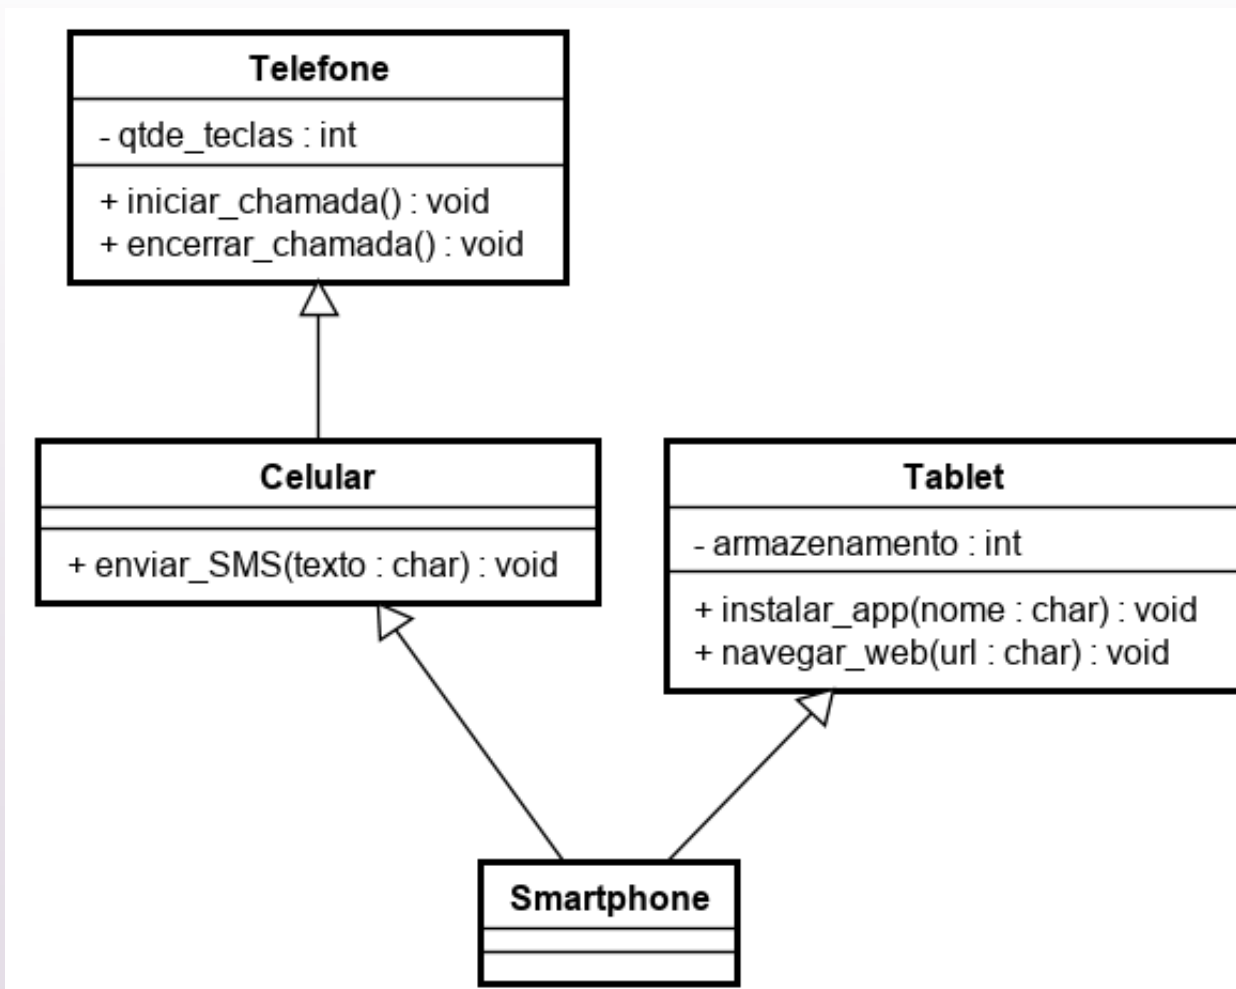 Telefone
- qtde_teclas : int
+ iniciar_chamada() : void
+ encerrar_chamada() : void
Celular
+ enviar_SMS(texto : char) : void
Tablet
- armazenamento : int
+ instalar_app(nome : char) : void
+ navegar_web(url : char) : void
Smartphone